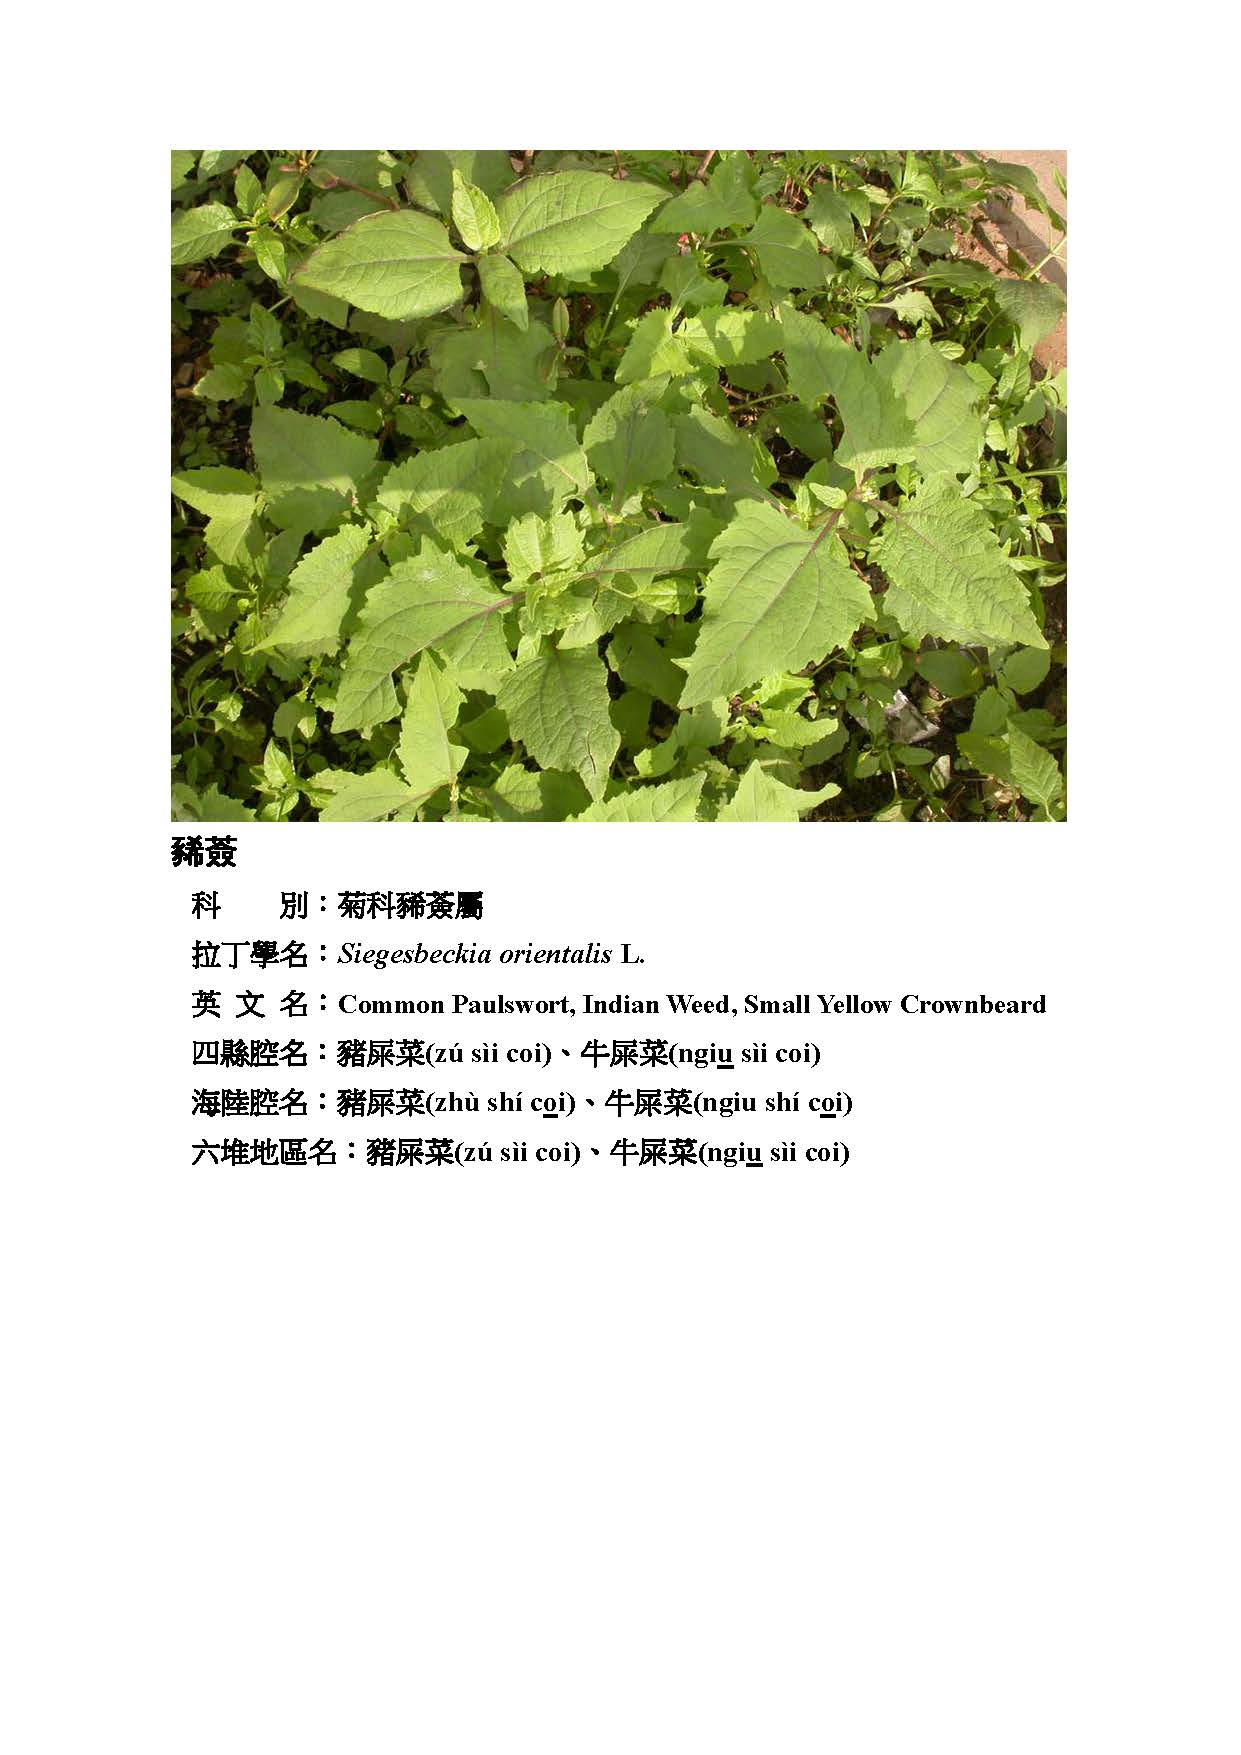 豨薟
科　　別：菊科豨薟屬
拉丁學名：Siegesbeckia orientalis L.
英 文 名：Common Paulswort, Indian Weed, Small Yellow Crownbeard
四縣腔名：豬屎菜(zú sìi coi)、牛屎菜(ngiu̲ sìi coi)
海陸腔名：豬屎菜(zhù shí co̲i)、牛屎菜(ngiu shí co̲i)
六堆地區名：豬屎菜(zú sìi coi)、牛屎菜(ngiu̲ sìi coi)